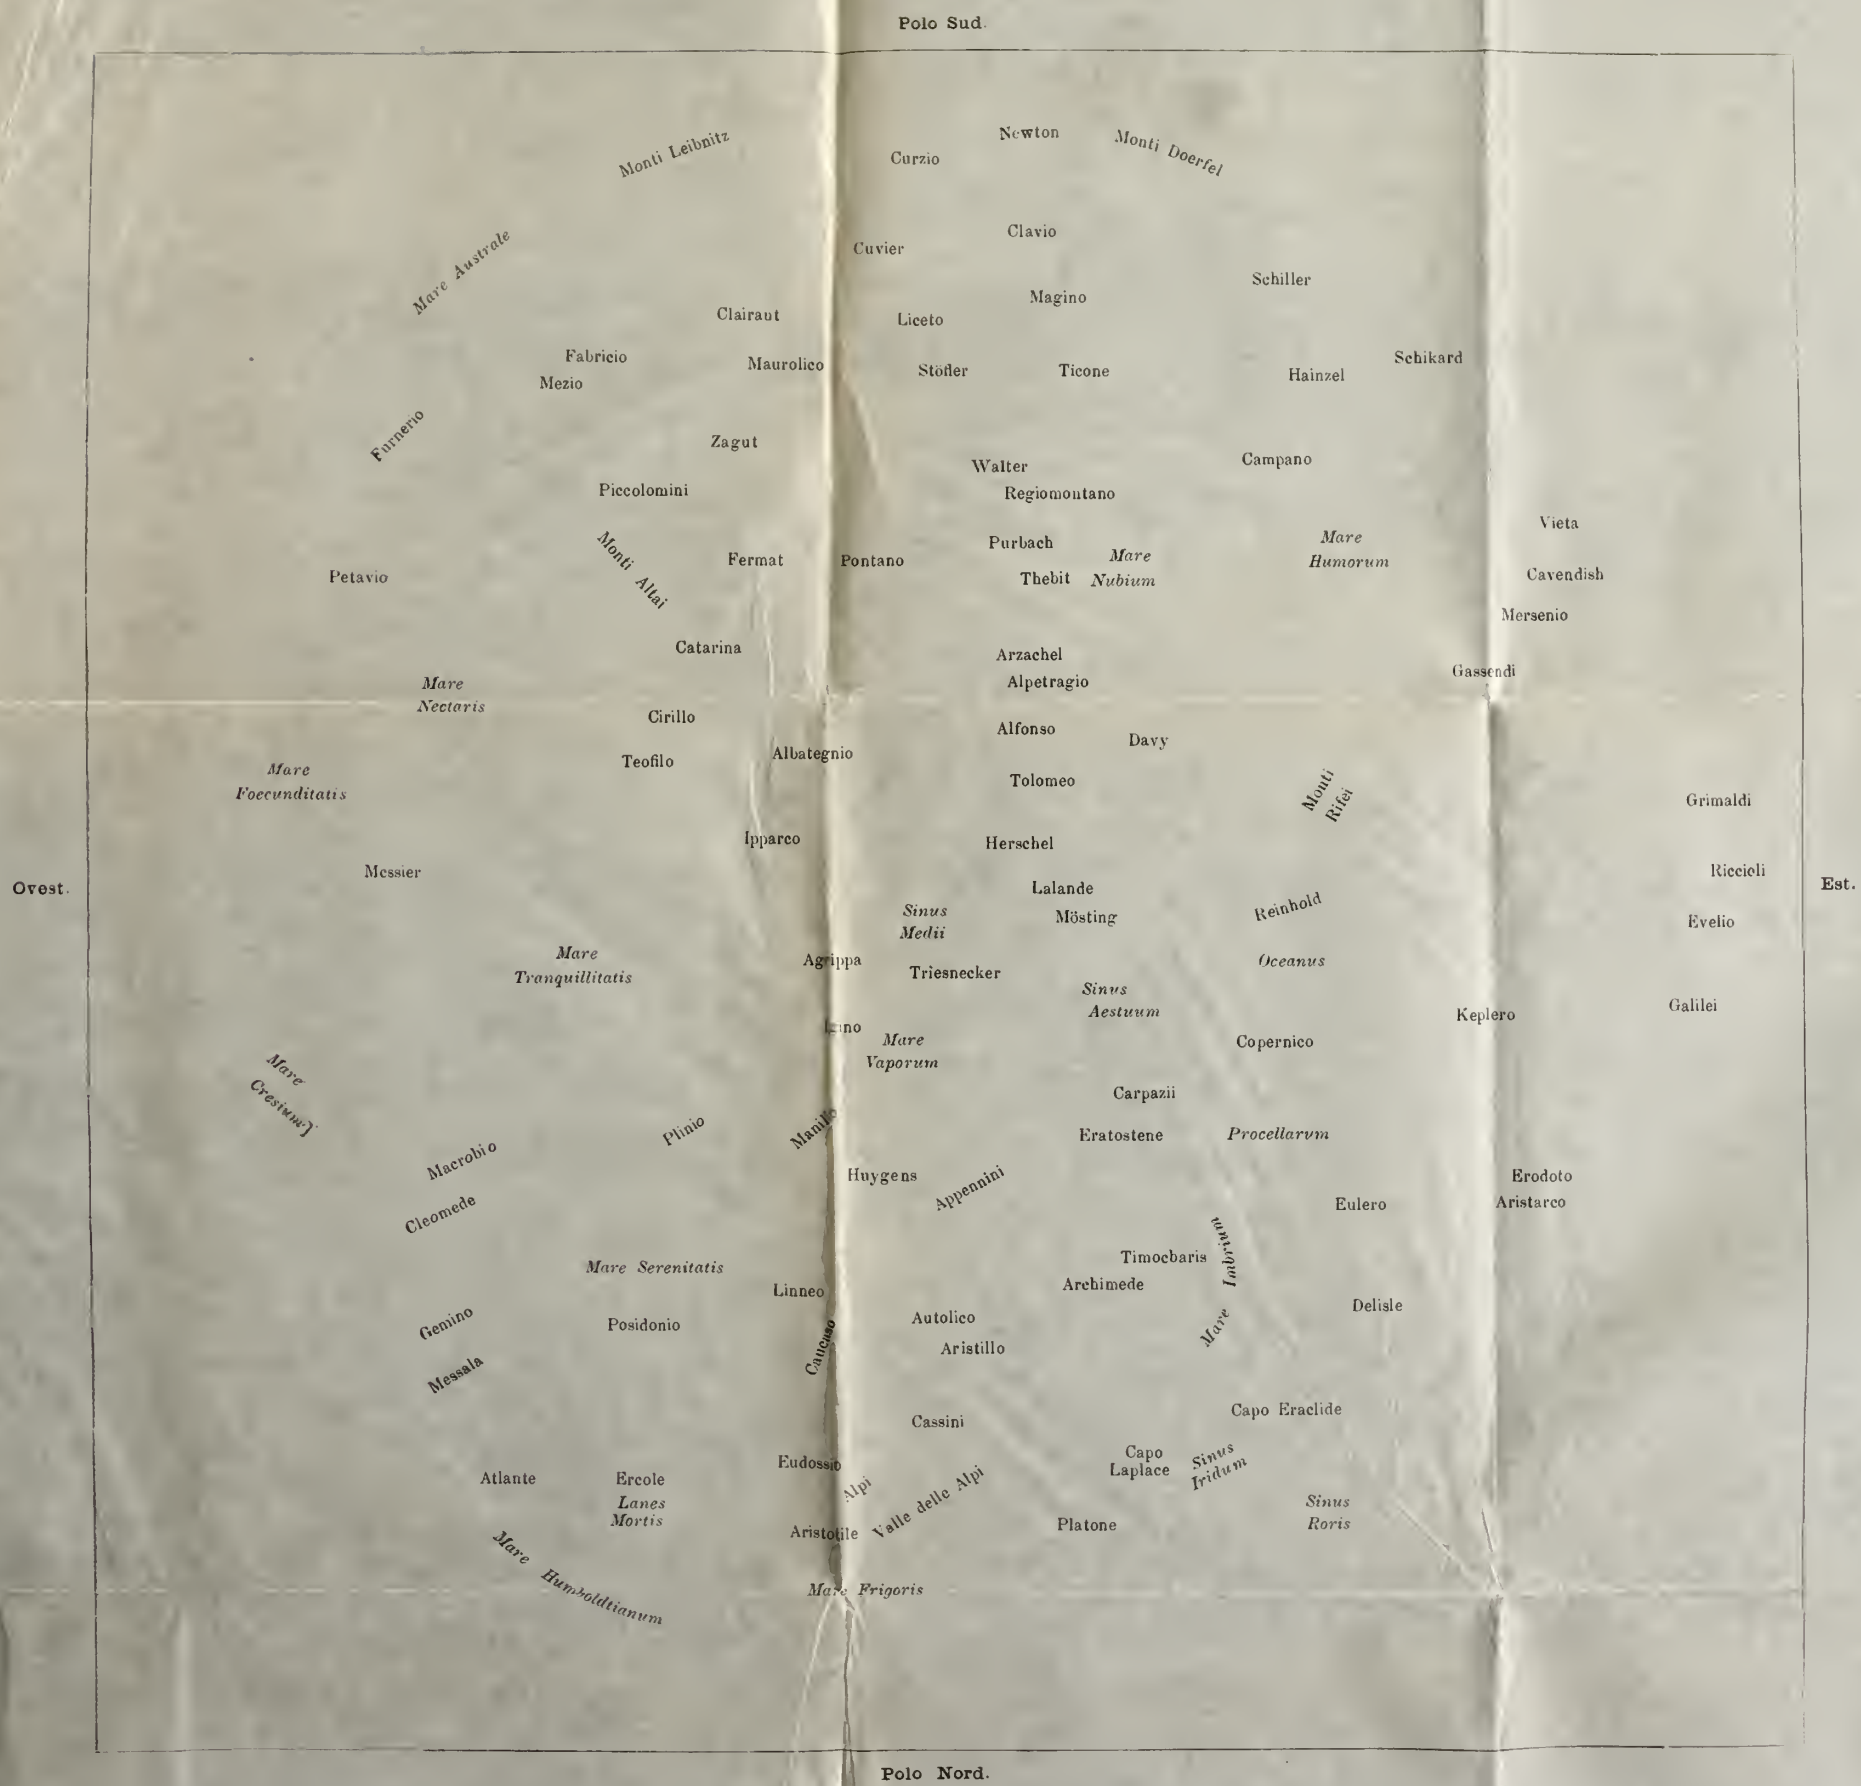 Polo Sud.
Monti Leibnitz
Newton
Monti Doerfel
Curzio
Mare Australe
Clavio
Cuvier
Schiller
Magino
Clairaut
Liceto
Fabricio
Maurolico
Schikard
Mezio
Stöfler
Ticone
Hainzel
Furnerio
Zagut
Walter
Campano
Piccolomini
Regiomontano
Vieta
Monti Altai
Purbach
Mare
Humorum
Fermat
Pontano
Mare
Nubium
Petavio
Thebit
Cavendish
Mersenio
Catarina
Arzachel
Gassendi
Mare
Nectaris
Alpetragio
Cirillo
Alfonso
Davy
Teofilo
Albategnio
Mare
Foecunditatis
Tolomeo
Monti
Rifei
Grimaldi
Ipparco
Herschel
Messier
Riccioli
Ovest.
Est.
Lalande
Sinus
Medii
Mösting
Reinhold
Evelio
Mare
Tranquillitatis
Agrippa
Triesnecker
Oceanus
Sinus
Aestuum
Galilei
Keplero
Mare
Vaporum
Copernico
Mare
Cresium
Carpazii
Plinio
Manilio
Eratostene
Procellarvm
Macrobio
Huygens
Appennini
Erodoto
Cleomede
Eulero
Aristarco
Mare Serenitatis
Timocbaris
Mare Imbrium
Linneo
Archimede
Gemino
Posidonio
Autolico
Delisle
Caucaso
Aristillo
Messala
Cassini
Capo Eraclide
Eudossio
Capo
Laplace
Sinus
Iridum
Atlante
Ercole
Alpi
Valle delle Alpi
Lanes
Mortis
Sinus
Roris
Aristotile
Platone
Mare Humboldtianum
Mare Frigoris
Polo Nord.